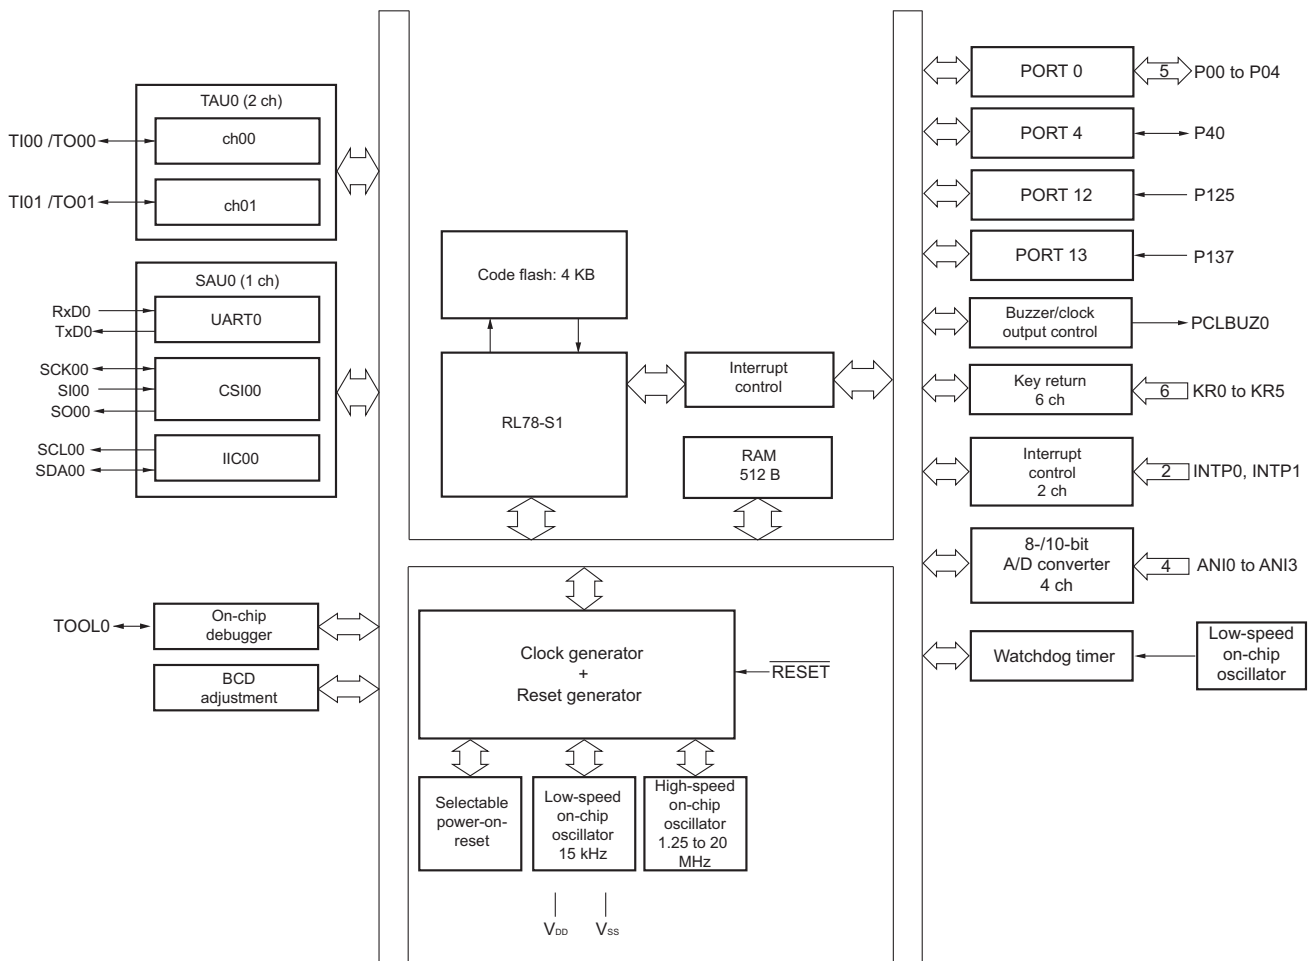 TAU0 (2 ch)
TI00 /TO00
ch00
TI01 /TO01
ch01
SAU0 (1 ch)
RxD0
TxD0
UART0
SCK00
SI00
SO00
CSI00
SCL00
SDA00
IIC00
TOOL0
On-chip
debugger
BCD
adjustment
Code flash: 4 KB
RL78-S1
Interrupt
control
RAM
512 B
Clock generator
+
Reset generator
RESET
Selectable
power-on-
reset
Low-speed
on-chip
oscillator
15 kHz
High-speed
on-chip
oscillator
1.25 to 20
MHz
VDD
VSS
PORT 0
5
P00 to P04
PORT 4
P40
PORT 12
P125
PORT 13
P137
Buzzer/clock
output control
PCLBUZ0
Key return
6 ch
6
KR0 to KR5
Interrupt
control
2 ch
2
INTP0, INTP1
8-/10-bit
A/D converter
4 ch
4
ANI0 to ANI3
Watchdog timer
Low-speed
on-chip
oscillator